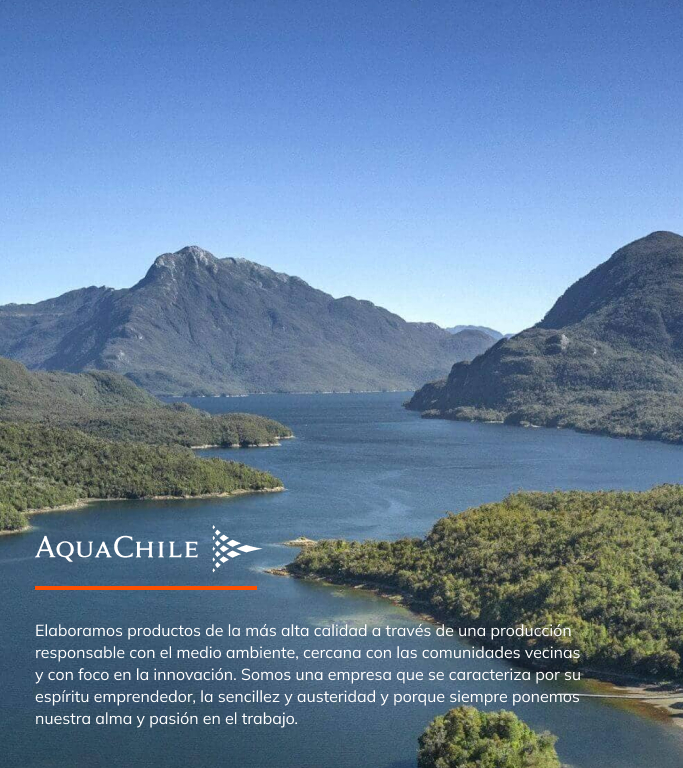 AQUACHILE
Elaboramos productos de la más alta calidad a través de una producción
responsable con el medio ambiente, cercana con las comunidades vecinas
y con foco en la innovación. Somos una empresa que se caracteriza por su
espíritu emprendedor, la sencillez y austeridad y porque siempre ponemos
nuestra alma y pasión en el trabajo.